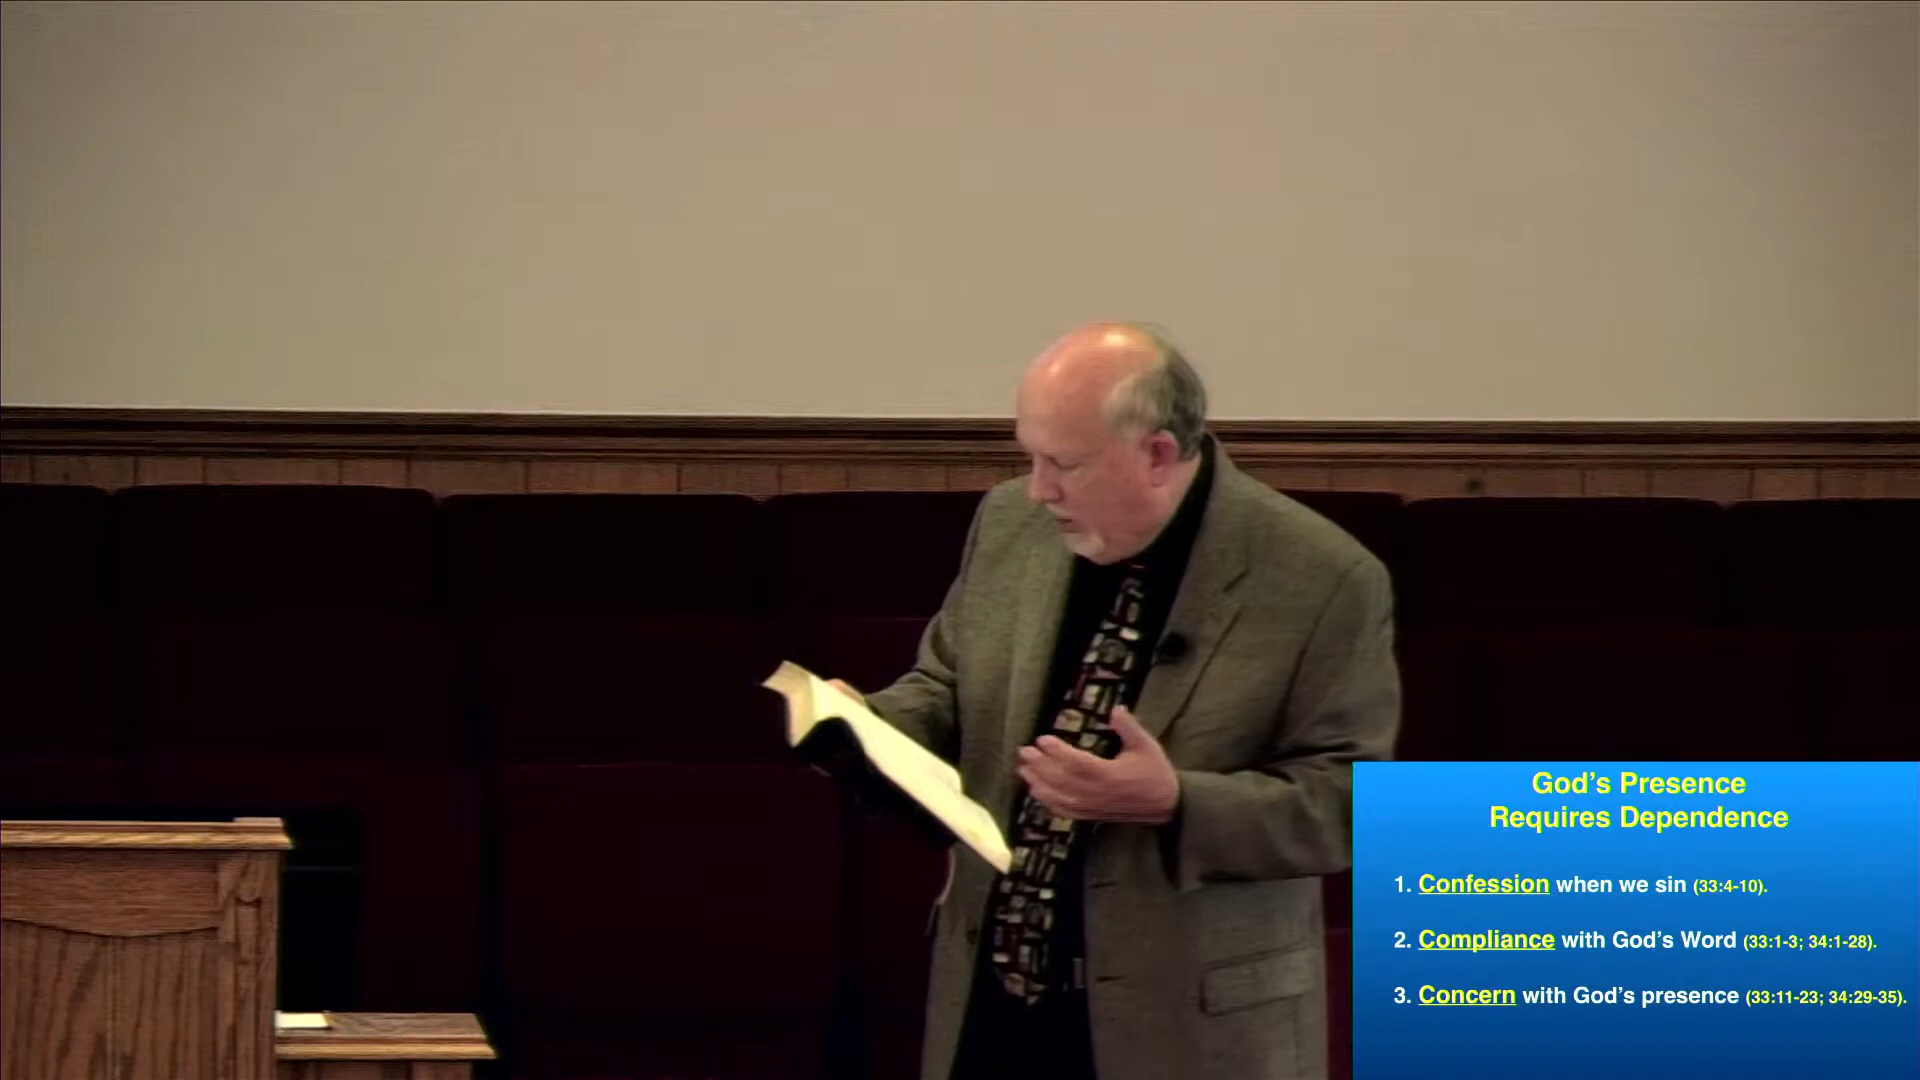 God’s Presence
Requires Dependence
1. Confession when we sin (33:4-10).
2. Compliance with God’s Word (33:1-3; 34:1-28).
3. Concern with God’s presence (33:11-23; 34:29-35).